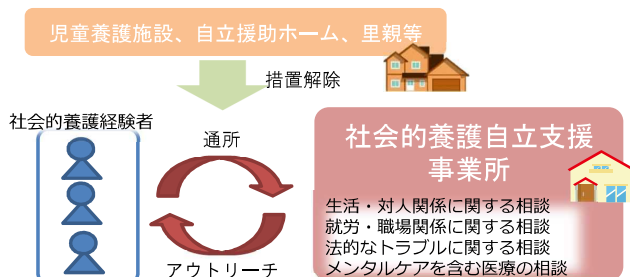 児童養護施設、自立援助ホーム、里親等
措置解除
社会的養護経験者
通所
アウトリーチ
社会的養護自立支援
事業所
生活・対人関係に関する相談
就労・職場関係に関する相談
法的なトラブルに関する相談
メンタルケアを含む医療の相談